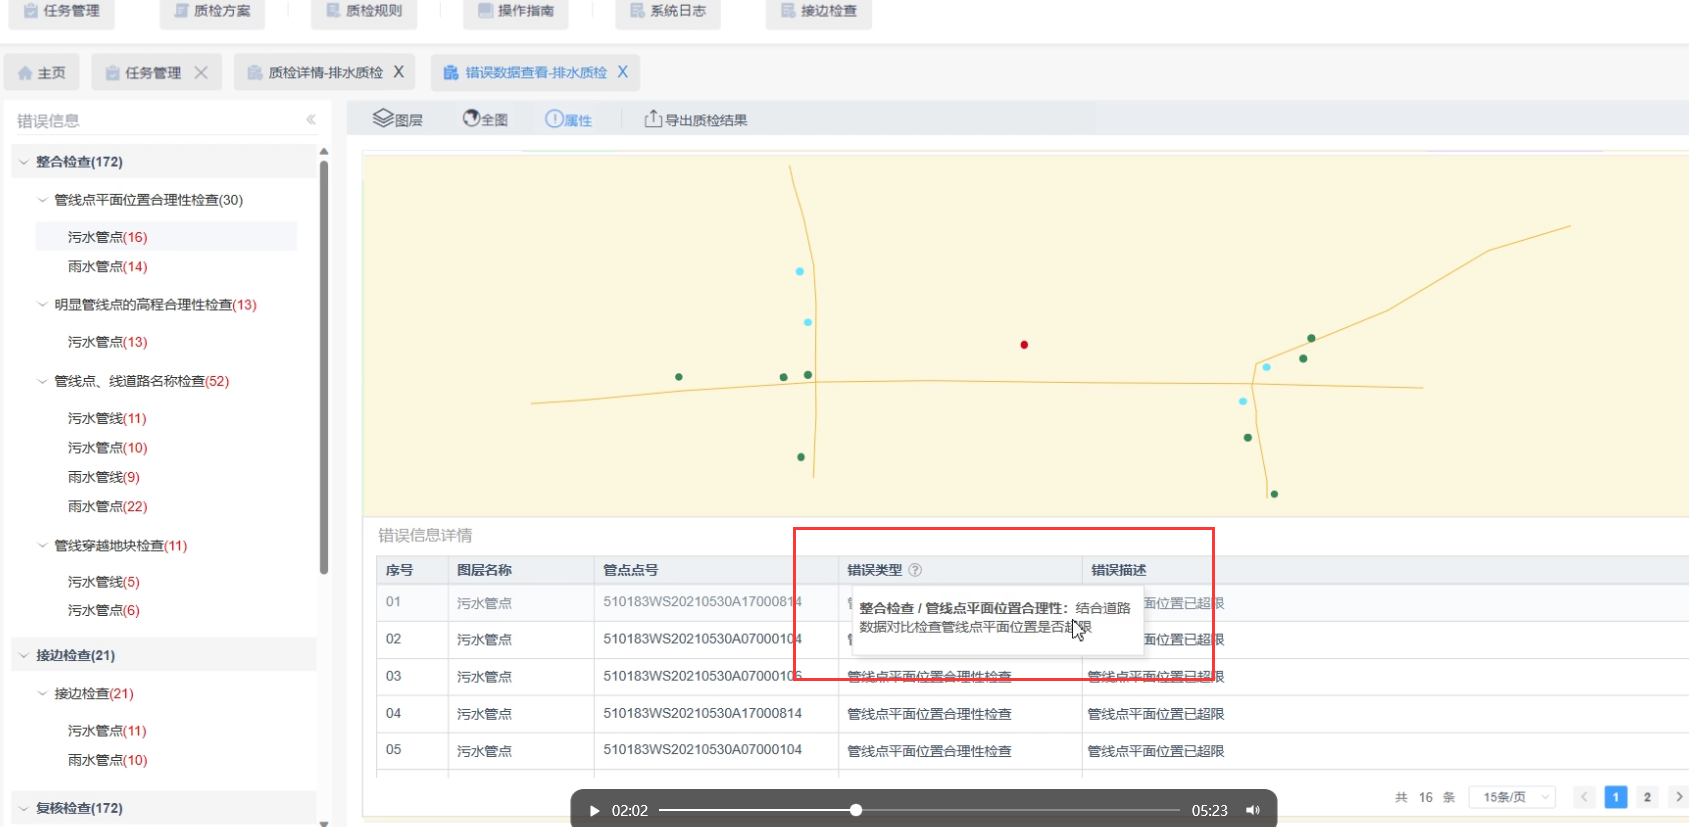 任务管理 质检方案 质检规则 操作指南 系统日志 接边检查
主页 任务管理 质检详情-排水质检 X 错误数据查看-排水质检 X
错误信息 «
图层 全图 属性 导出质检结果
整合检查(172)
管线点平面位置合理性检查(30)
污水管点(16)
雨水管点(14)
明显管线点的高程合理性检查(13)
污水管点(13)
管线点、线道路名称检查(52)
污水管线(11)
污水管点(10)
雨水管线(9)
雨水管点(22)
管线穿越地块检查(11)
污水管线(5)
污水管点(6)
接边检查(21)
接边检查(21)
污水管点(11)
雨水管点(10)
复核检查(172)
错误信息详情
序号 图层名称 管点点号 错误类型 ? 错误描述
01 污水管点 510183WS20210530A17000814 面位置已超限
整合检查 / 管线点平面位置合理性：结合道路
数据对比检查管线点平面位置是否超限
02 污水管点 510183WS20210530A07000104 面位置已超限
03 污水管点 510183WS20210530A07000106 管线点平面位置合理性检查 管线点平面位置已超限
04 污水管点 510183WS20210530A17000814 管线点平面位置合理性检查 管线点平面位置已超限
05 污水管点 510183WS20210530A07000104 管线点平面位置合理性检查 管线点平面位置已超限
共 16 条 15条/页 < 1 2 >
02:02 05:23